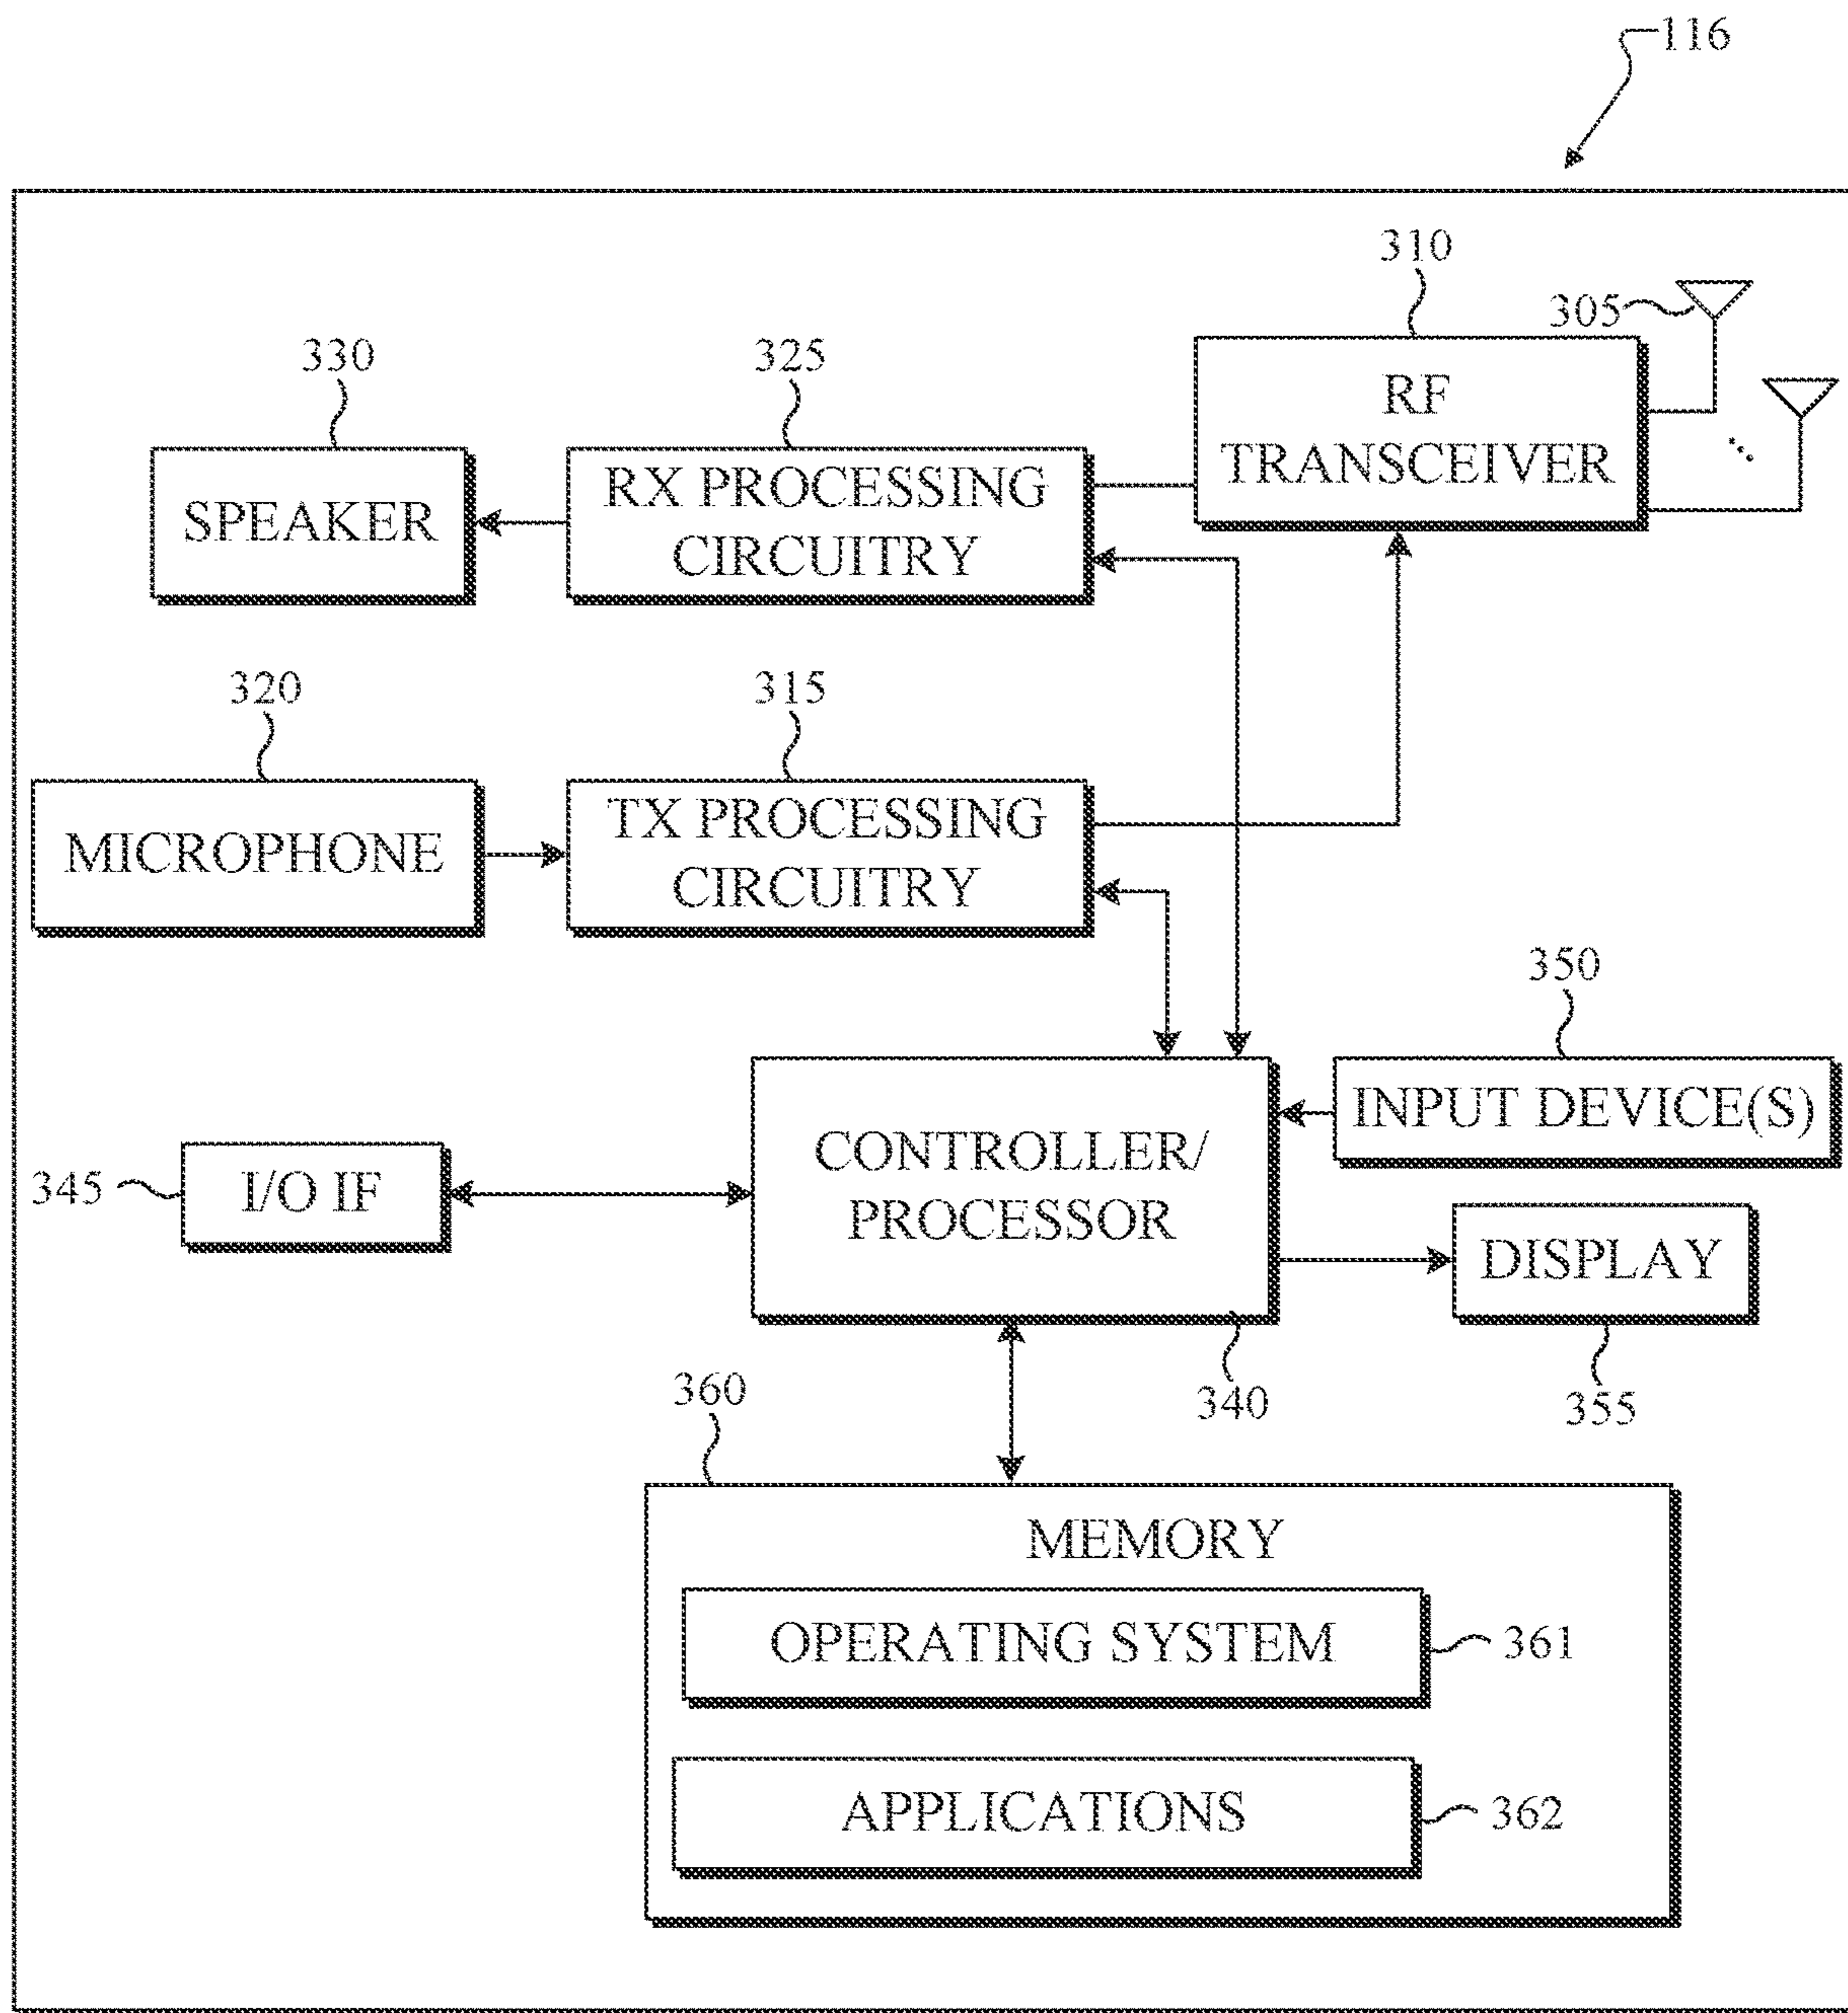 116
310
305
330
325
RF
TRANSCEIVER
SPEAKER
RX PROCESSING
CIRCUITRY
320
315
MICROPHONE
TX PROCESSING
CIRCUITRY
350
INPUT DEVICE(S)
CONTROLLER/
PROCESSOR
345
I/O IF
DISPLAY
360
340
355
MEMORY
OPERATING SYSTEM
361
APPLICATIONS
362